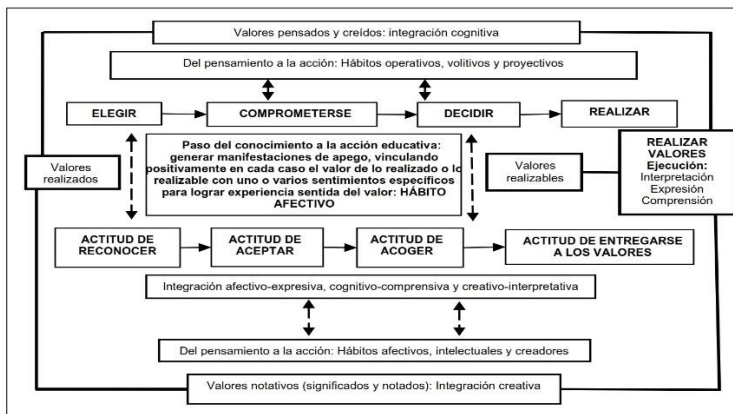 Valores pensados y creídos: integración cognitiva
Del pensamiento a la acción: Hábitos operativos, volitivos y proyectivos
ELEGIR
COMPROMETERSE
DECIDIR
REALIZAR
Valores
realizados
Paso del conocimiento a la acción educativa:
generar manifestaciones de apego, vinculando
positivamente en cada caso el valor de lo realizado o lo
realizable con uno o varios sentimientos específicos
para lograr experiencia sentida del valor: HÁBITO
AFECTIVO
Valores
realizables
REALIZAR
VALORES
Ejecución:
Interpretación
Expresión
Comprensión
ACTITUD DE
RECONOCER
ACTITUD DE
ACEPTAR
ACTITUD DE
ACOGER
ACTITUD DE ENTREGARSE
A LOS VALORES
Integración afectivo-expresiva, cognitivo-comprensiva y creativo-interpretativa
Del pensamiento a la acción: Hábitos afectivos, intelectuales y creadores
Valores notativos (significados y notados): Integración creativa